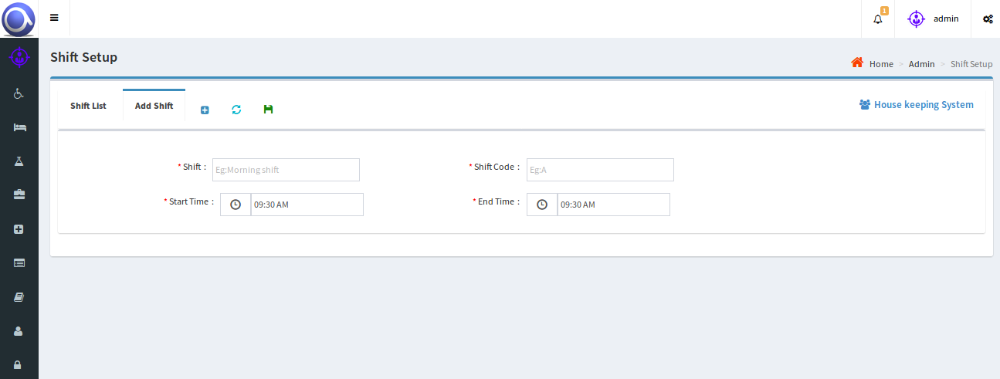 1
admin
Shift Setup
Home > Admin > Shift Setup
Shift List
Add Shift
House keeping System
* Shift :
Eg:Morning shift
* Shift Code :
Eg:A
* Start Time :
09:30 AM
* End Time :
09:30 AM